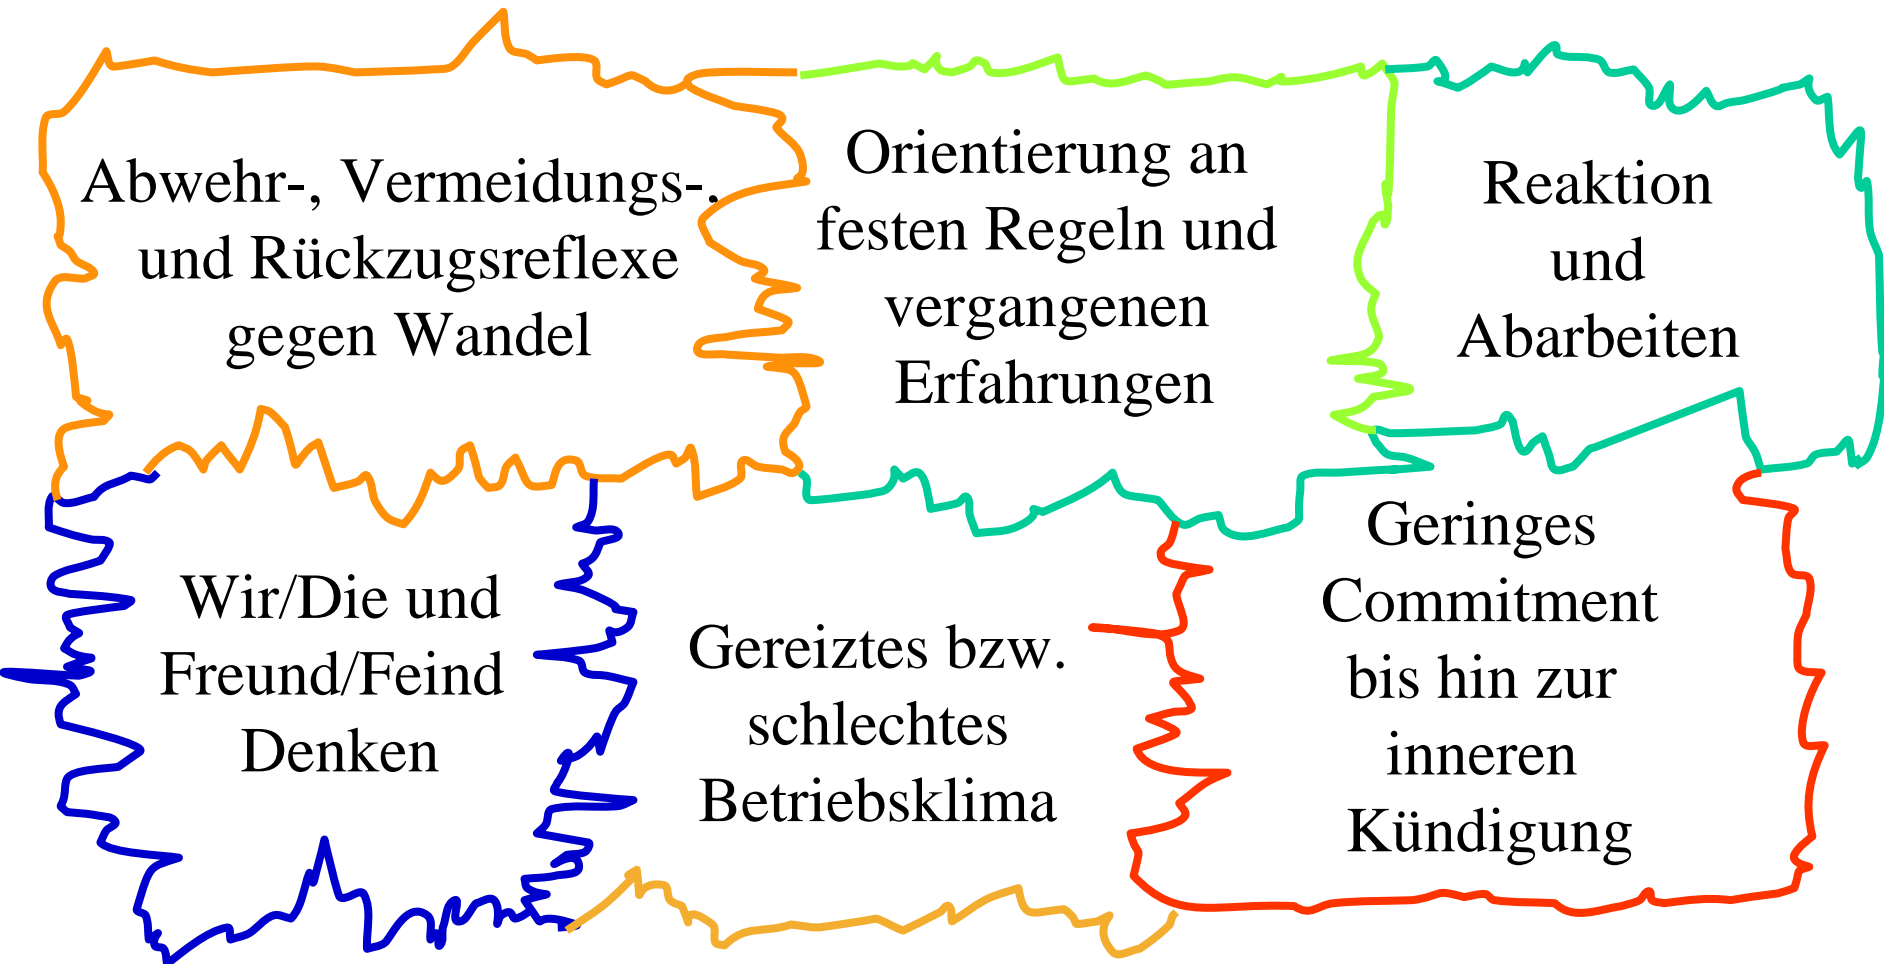 Abwehr-, Vermeidungs-,
und Rückzugsreflexe
gegen Wandel
Orientierung an
festen Regeln und
vergangenen
Erfahrungen
Reaktion
und
Abarbeiten
Wir/Die und
Freund/Feind
Denken
Gereiztes bzw.
schlechtes
Betriebsklima
Geringes
Commitment
bis hin zur
inneren
Kündigung